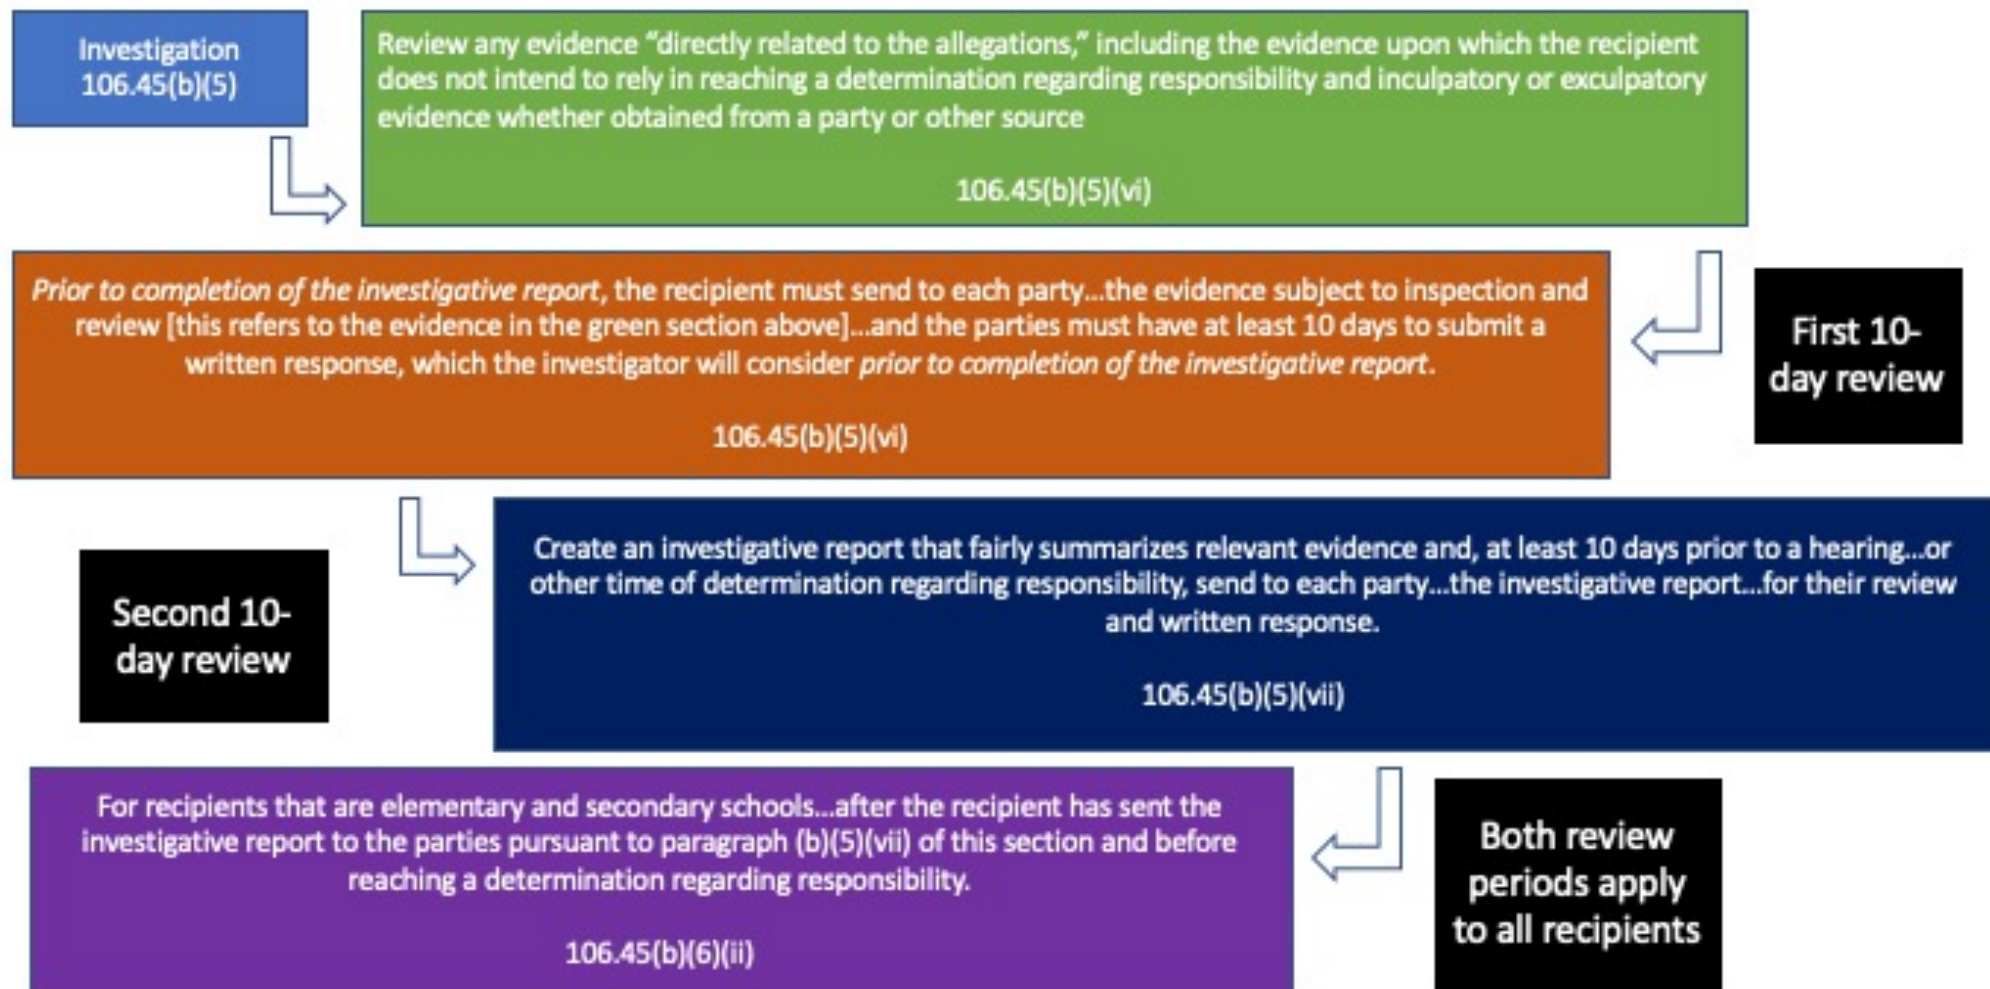 Investigation
106.45(b)(5)
Review any evidence “directly related to the allegations,” including the evidence upon which the recipient
does not intend to rely in reaching a determination regarding responsibility and inculpatory or exculpatory
evidence whether obtained from a party or other source
106.45(b)(5)(vi)
Prior to completion of the investigative report, the recipient must send to each party...the evidence subject to inspection and
review [this refers to the evidence in the green section above]...and the parties must have at least 10 days to submit a
written response, which the investigator will consider prior to completion of the investigative report.
106.45(b)(5)(vi)
First 10-
day review
Second 10-
day review
Create an investigative report that fairly summarizes relevant evidence and, at least 10 days prior to a hearing...or
other time of determination regarding responsibility, send to each party...the investigative report...for their review
and written response.
106.45(b)(5)(vii)
For recipients that are elementary and secondary schools...after the recipient has sent the
investigative report to the parties pursuant to paragraph (b)(5)(vii) of this section and before
reaching a determination regarding responsibility.
106.45(b)(6)(ii)
Both review
periods apply
to all recipients